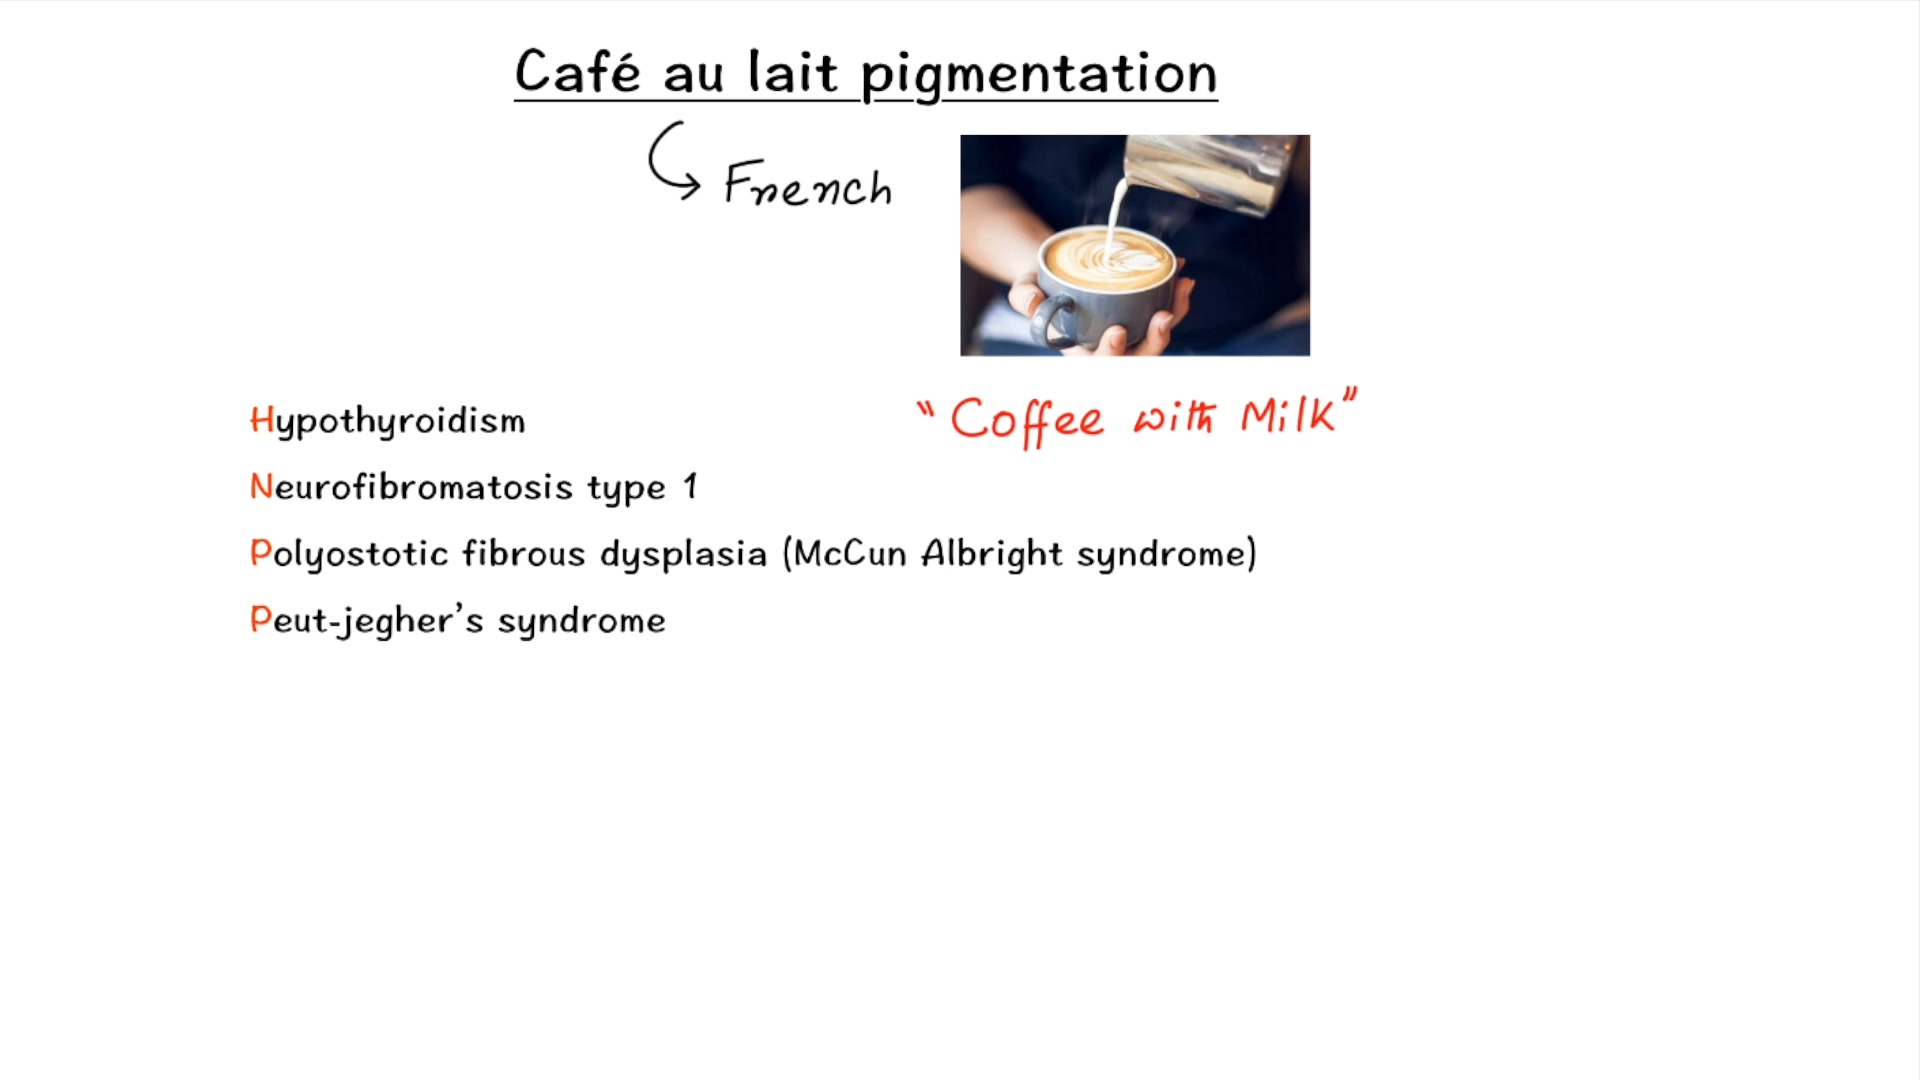 Café au lait pigmentation
French
"Coffee with Milk"
Hypothyroidism
Neurofibromatosis type 1
Polyostotic fibrous dysplasia (McCun Albright syndrome)
Peut-jegher's syndrome